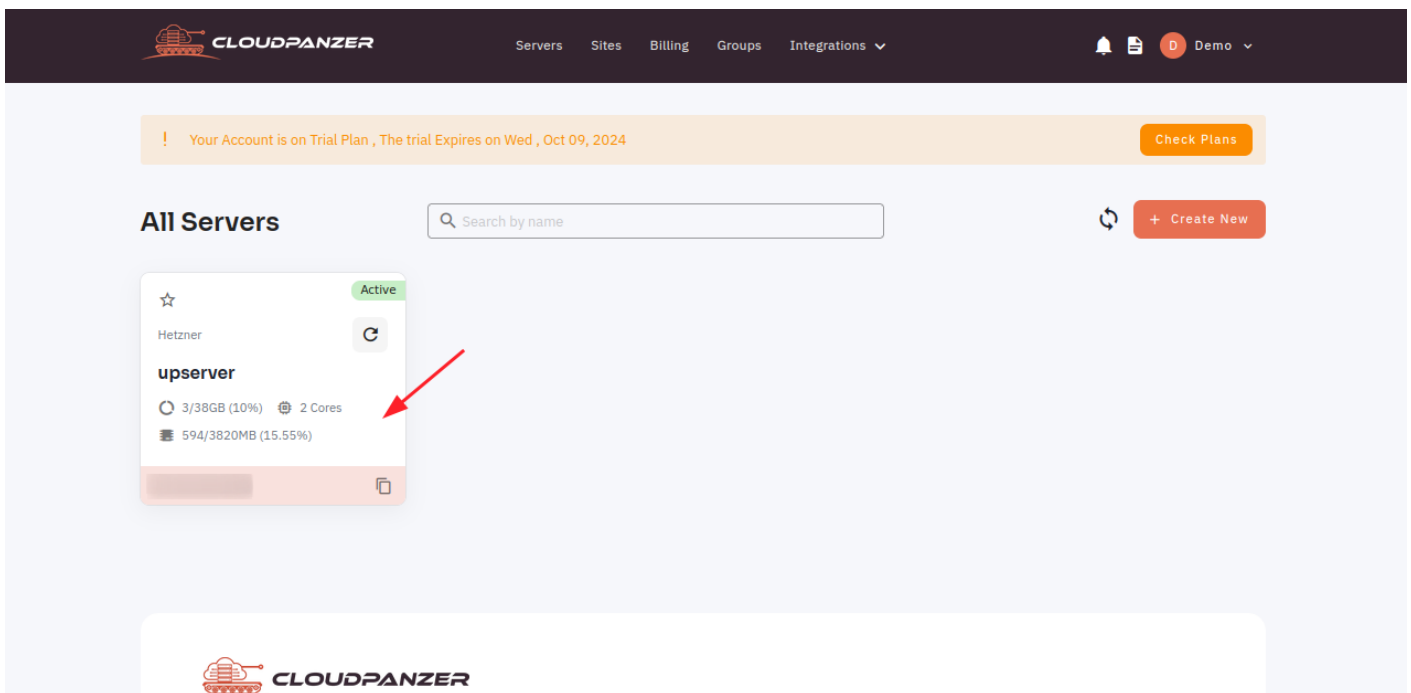 CLOUDPANZER
Servers Sites Billing Groups Integrations
D Demo
! Your Account is on Trial Plan , The trial Expires on Wed , Oct 09, 2024
Check Plans
All Servers
Search by name
+ Create New
Active
Hetzner
upserver
3/38GB (10%) 2 Cores
594/3820MB (15.55%)
CLOUDPANZER